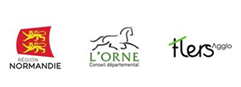 RÉGION
NORMANDIE
L'ORNE
Conseil départemental
flers Agglo